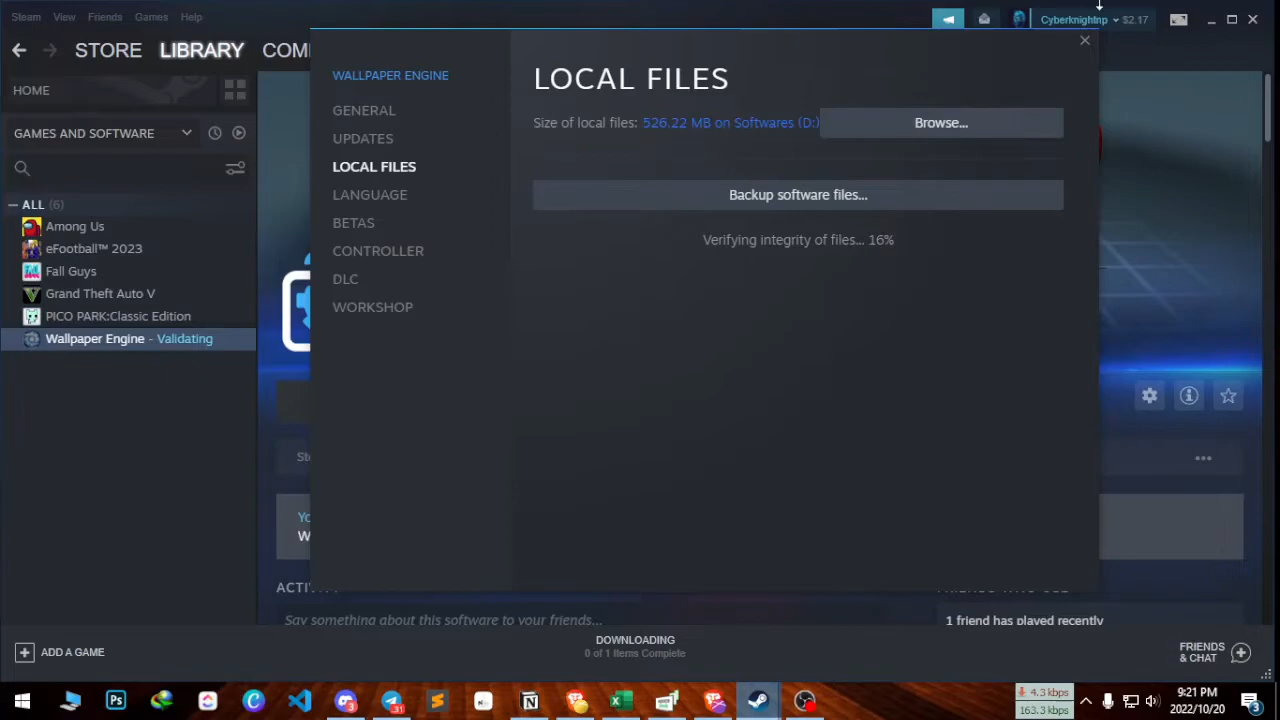 Steam View Friends Games Help
Cyberknightnp $2.17
STORE LIBRARY
HOME
GAMES AND SOFTWARE
ALL (6)
Among Us
eFootball™ 2023
Fall Guys
Grand Theft Auto V
PICO PARK:Classic Edition
Wallpaper Engine - Validating
WALLPAPER ENGINE
GENERAL
UPDATES
LOCAL FILES
LANGUAGE
BETAS
CONTROLLER
DLC
WORKSHOP
LOCAL FILES
Size of local files: 526.22 MB on Softwares (D:)
Browse...
Backup software files...
Verifying integrity of files... 16%
Say something about this software to your friends...
1 friend has played recently
ADD A GAME
DOWNLOADING
0 of 1 Items Complete
FRIENDS
& CHAT
4.3 kbps
163.3 kbps
9:21 PM
2022/10/20